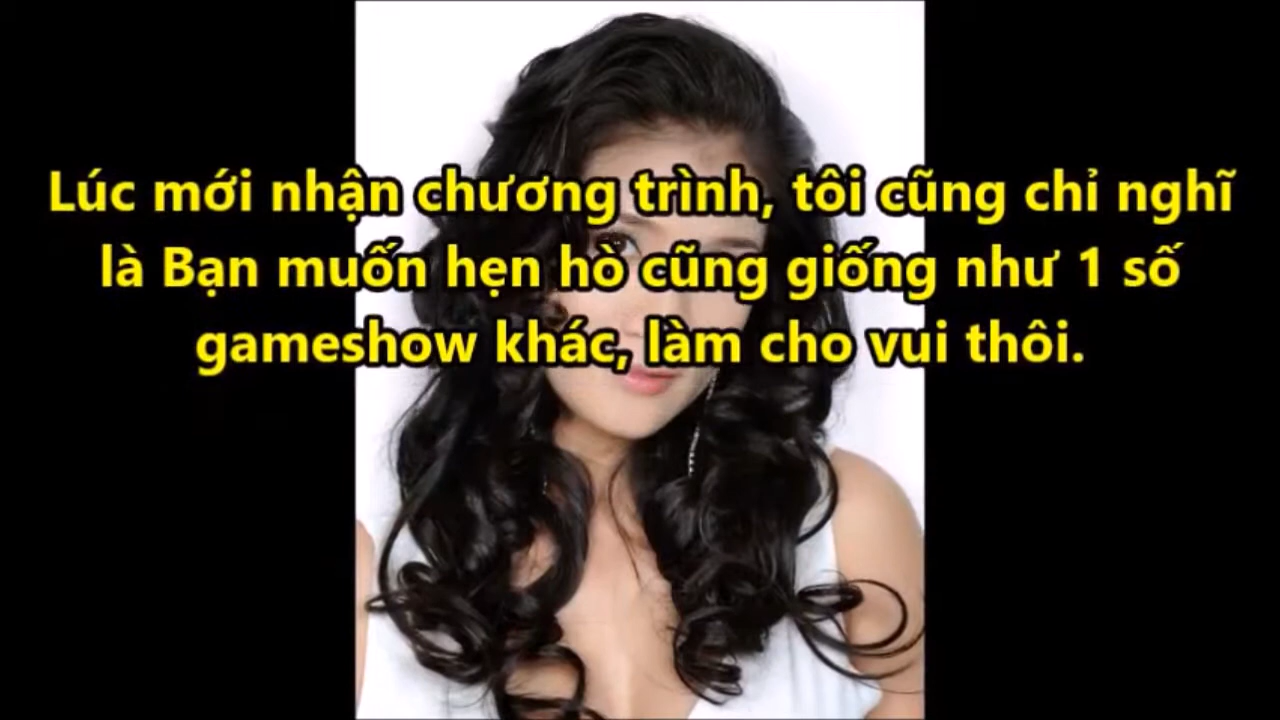 Lúc mới nhận chương trình, tôi cũng chỉ nghĩ
là Bạn muốn hẹn hò cũng giống như 1 số
gameshow khác, làm cho vui thôi.